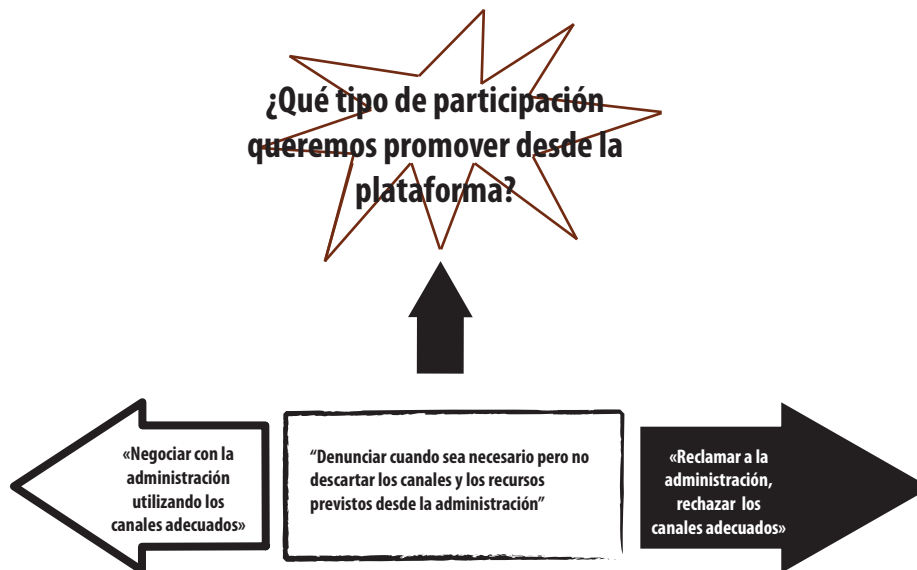 ¿Qué tipo de participación
queremos promover desde la
plataforma?
«Negociar con la
administración
utilizando los
canales adecuados»
“Denunciar cuando sea necesario pero no
descartar los canales y los recursos
previstos desde la administración”
«Reclamar a la
administración,
rechazar los
canales adecuados»